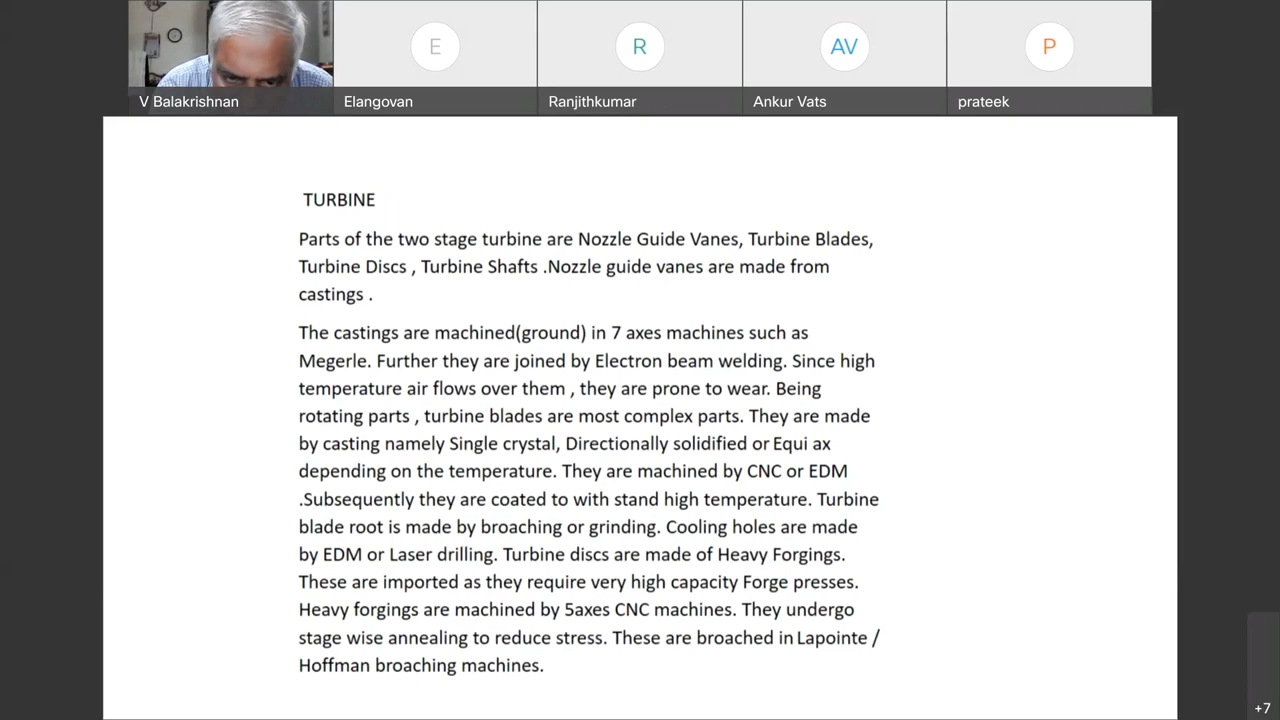 E
R
AV
P
V Balakrishnan
Elangovan
Ranjithkumar
Ankur Vats
prateek
TURBINE
Parts of the two stage turbine are Nozzle Guide Vanes, Turbine Blades,
Turbine Discs , Turbine Shafts .Nozzle guide vanes are made from
castings .
The castings are machined(ground) in 7 axes machines such as
Megerle. Further they are joined by Electron beam welding. Since high
temperature air flows over them , they are prone to wear. Being
rotating parts , turbine blades are most complex parts. They are made
by casting namely Single crystal, Directionally solidified or Equi ax
depending on the temperature. They are machined by CNC or EDM
.Subsequently they are coated to with stand high temperature. Turbine
blade root is made by broaching or grinding. Cooling holes are made
by EDM or Laser drilling. Turbine discs are made of Heavy Forgings.
These are imported as they require very high capacity Forge presses.
Heavy forgings are machined by 5axes CNC machines. They undergo
stage wise annealing to reduce stress. These are broached in Lapointe /
Hoffman broaching machines.
+7